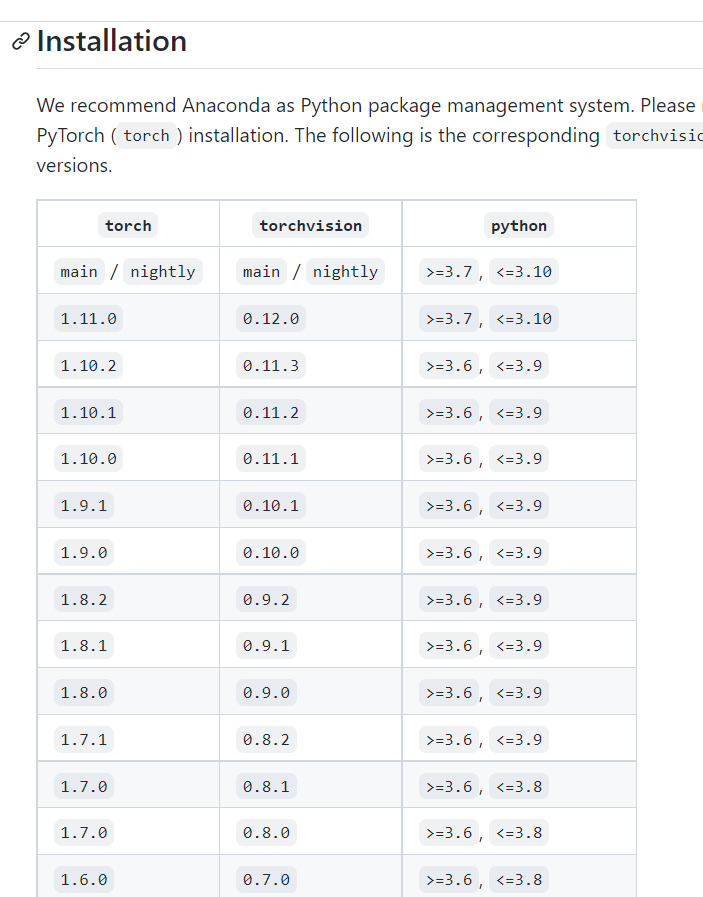 Installation
We recommend Anaconda as Python package management system. Please
PyTorch ( torch ) installation. The following is the corresponding
versions.
torch torchvision python
main / nightly main / nightly >=3.7 , <=3.10
1.11.0 0.12.0 >=3.7 , <=3.10
1.10.2 0.11.3 >=3.6 , <=3.9
1.10.1 0.11.2 >=3.6 , <=3.9
1.10.0 0.11.1 >=3.6 , <=3.9
1.9.1 0.10.1 >=3.6 , <=3.9
1.9.0 0.10.0 >=3.6 , <=3.9
1.8.2 0.9.2 >=3.6 , <=3.9
1.8.1 0.9.1 >=3.6 , <=3.9
1.8.0 0.9.0 >=3.6 , <=3.9
1.7.1 0.8.2 >=3.6 , <=3.9
1.7.0 0.8.1 >=3.6 , <=3.8
1.7.0 0.8.0 >=3.6 , <=3.8
1.6.0 0.7.0 >=3.6 , <=3.8